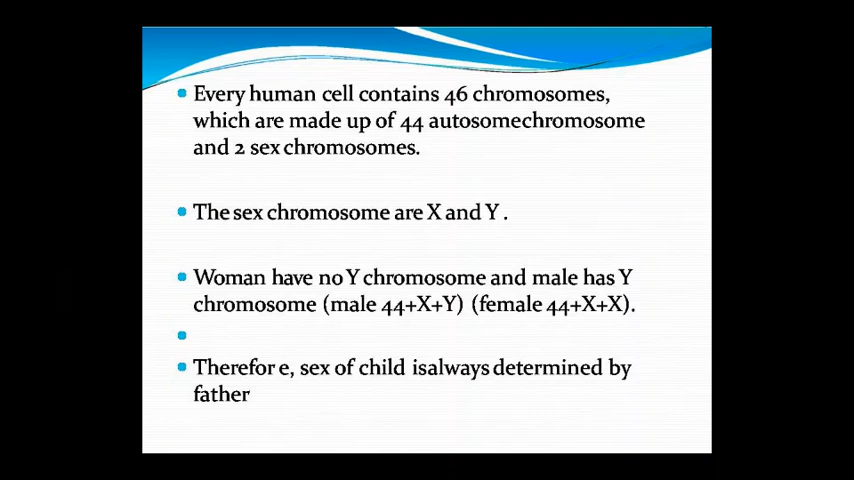 Every human cell contains 46 chromosomes,
which are made up of 44 autosomechromosome
and 2 sex chromosomes.
The sex chromosome are X and Y .
Woman have no Y chromosome and male has Y
chromosome (male 44+X+Y) (female 44+X+X).
Therefor e, sex of child isalways determined by
father